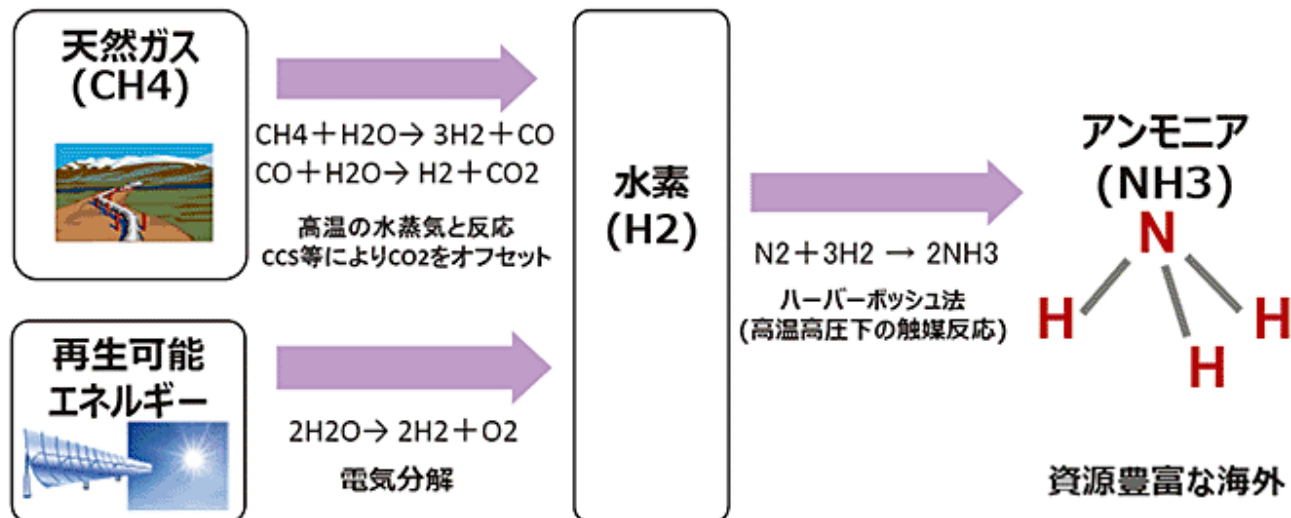 天然ガス
(CH4)
CH4＋H2O→ 3H2＋CO
CO＋H2O→ H2＋CO2
高温の水蒸気と反応
CCS等によりCO2をオフセット
再生可能
エネルギー
2H2O→ 2H2＋O2
電気分解
水素
(H2)
N2＋3H2 → 2NH3
ハーバーボッシュ法
(高温高圧下の触媒反応)
アンモニア
(NH3)
N
H
H
H
資源豊富な海外